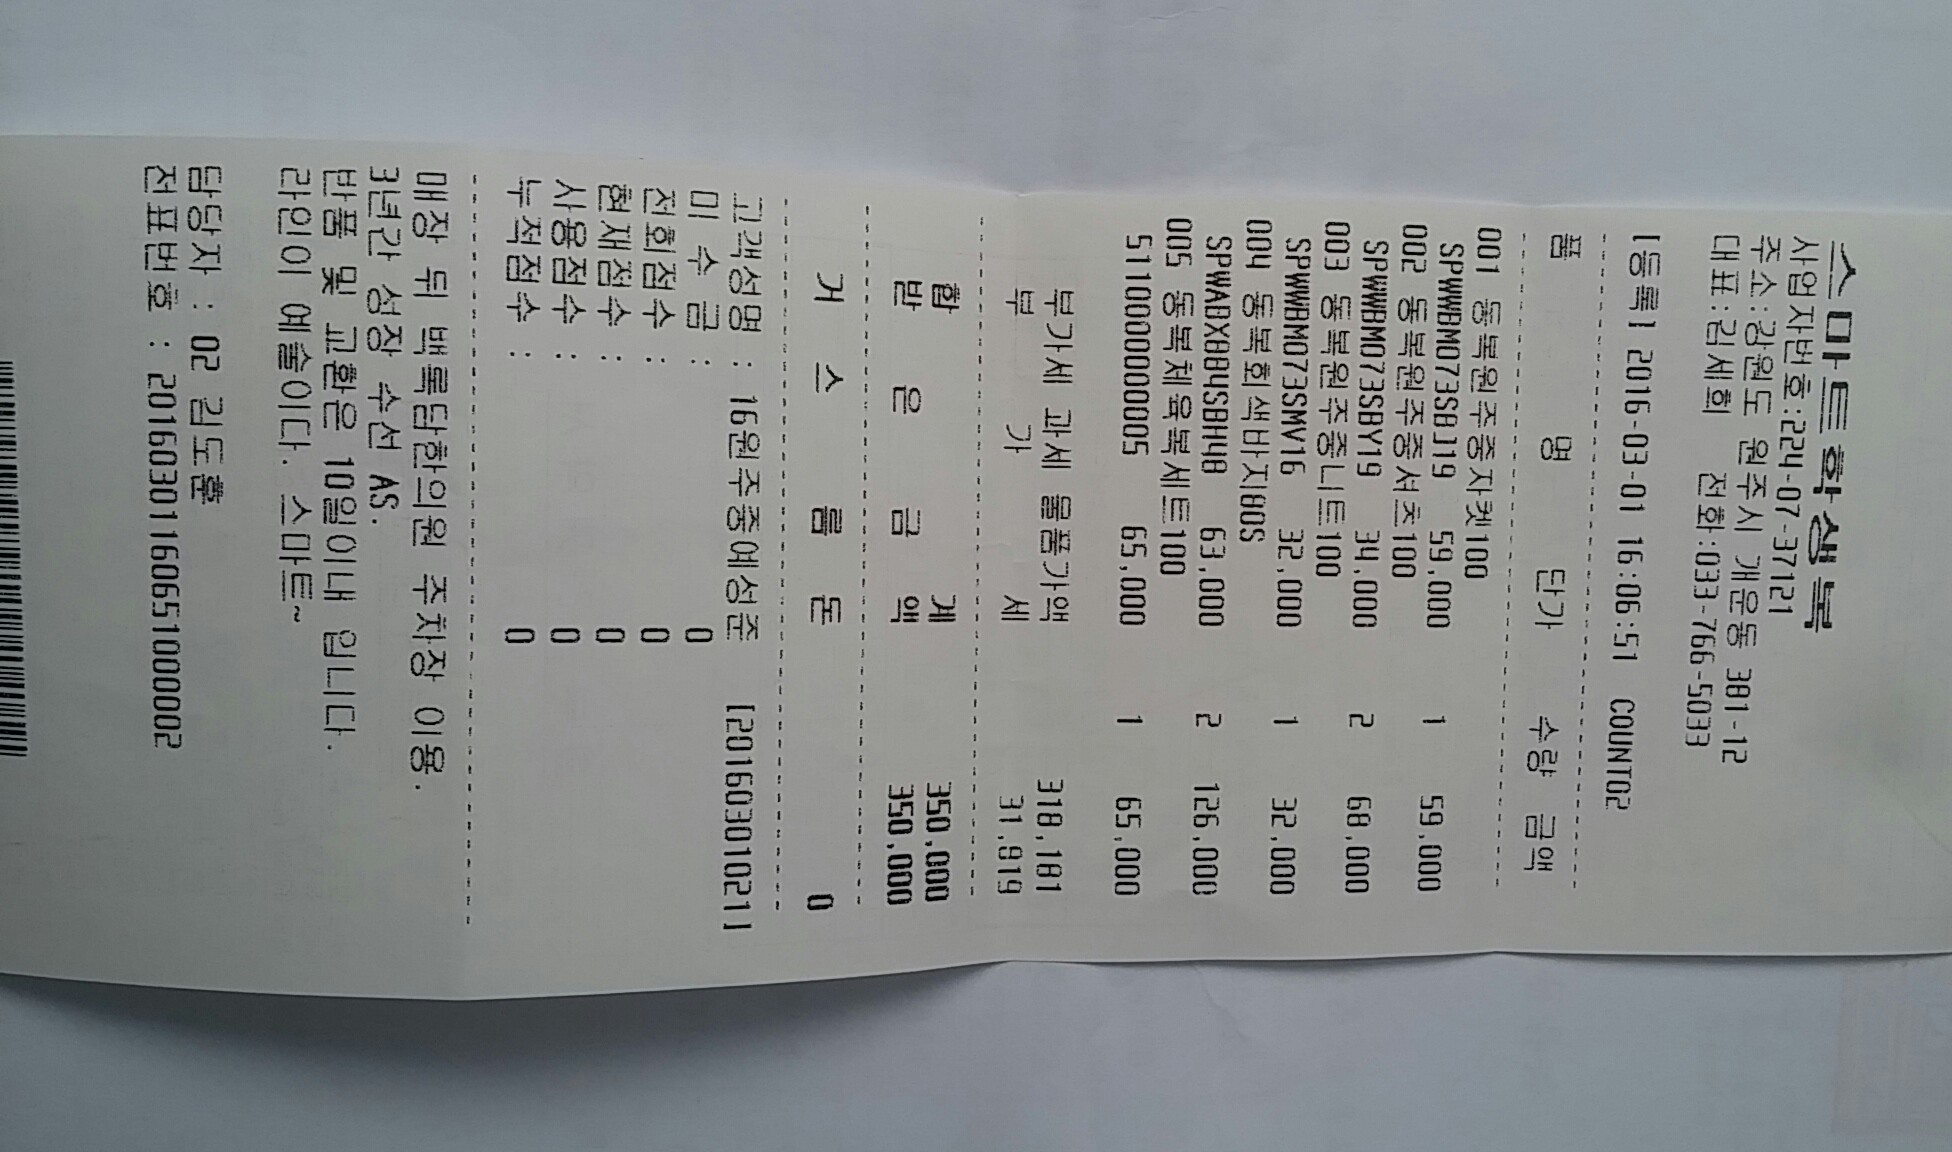 스마트학생복
사업자번호:224-07-37121
주소:강원도 원주시 개운동 381-12
대표:김세희 전화:033-766-5033
[등록] 2016-03-01 16:06:51 COUNT02
품 명 단가 수량 금액
001 동복원주중자켓100
SPWWBM073SBJ19 59,000 1 59,000
002 동복원주중셔츠100
SPWWBM073SBY19 34,000 2 68,000
003 동복원주중니트100
SPWWBM073SMV16 32,000 1 32,000
004 동복회색바지80S
SPWABX884SBH48 63,000 2 126,000
005 동복체육복세트100
5110000000005 65,000 1 65,000
부가세 과세 물품가액 318,181
부 가 세 31,819
합 계 350,000
받 은 금 액 350,000
거 스 름 돈 0
고객성명 : 16원주중예성준 [20160301021]
미 수 금 : 0
전회점수 : 0
현재점수 : 0
사용점수 : 0
누적점수 : 0
매장 뒤 백록담한의원 주차장 이용.
3년간 성장 수선 AS.
반품 및 교환은 10일이내 입니다.
라인이 예술이다. 스마트~
담당자 : 02 김도훈
전표번호 : 20160301160651000002